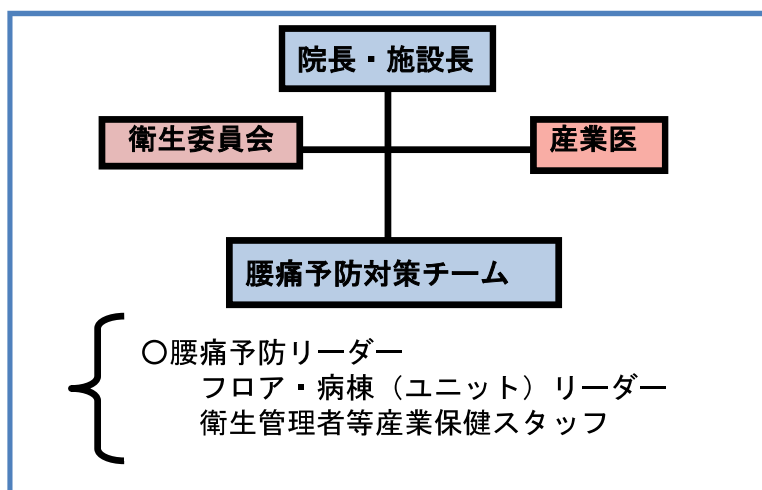 院長・施設長
衛生委員会
産業医
腰痛予防対策チーム
〇腰痛予防リーダー
フロア・病棟（ユニット）リーダー
衛生管理者等産業保健スタッフ